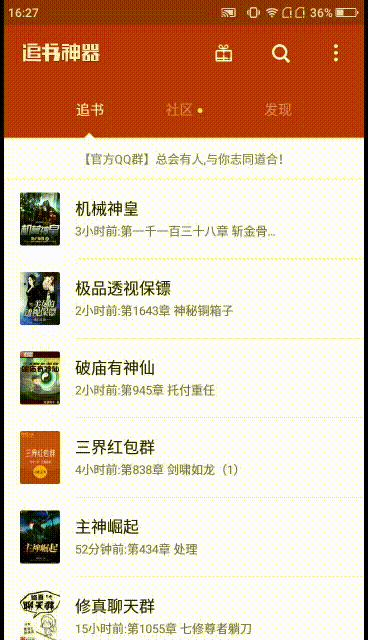 16:27
36%
追书神器
追书
社区
发现
【官方QQ群】总会有人,与你志同道合!
机械神皇
3小时前:第一千一百三十八章 斩金骨...
极品透视保镖
2小时前:第1643章 神秘铜箱子
破庙有神仙
2小时前:第945章 托付重任
三界红包群
4小时前:第838章 剑啸如龙（1）
主神崛起
52分钟前:第434章 处理
修真聊天群
15小时前:第1055章 七修尊者躺刀